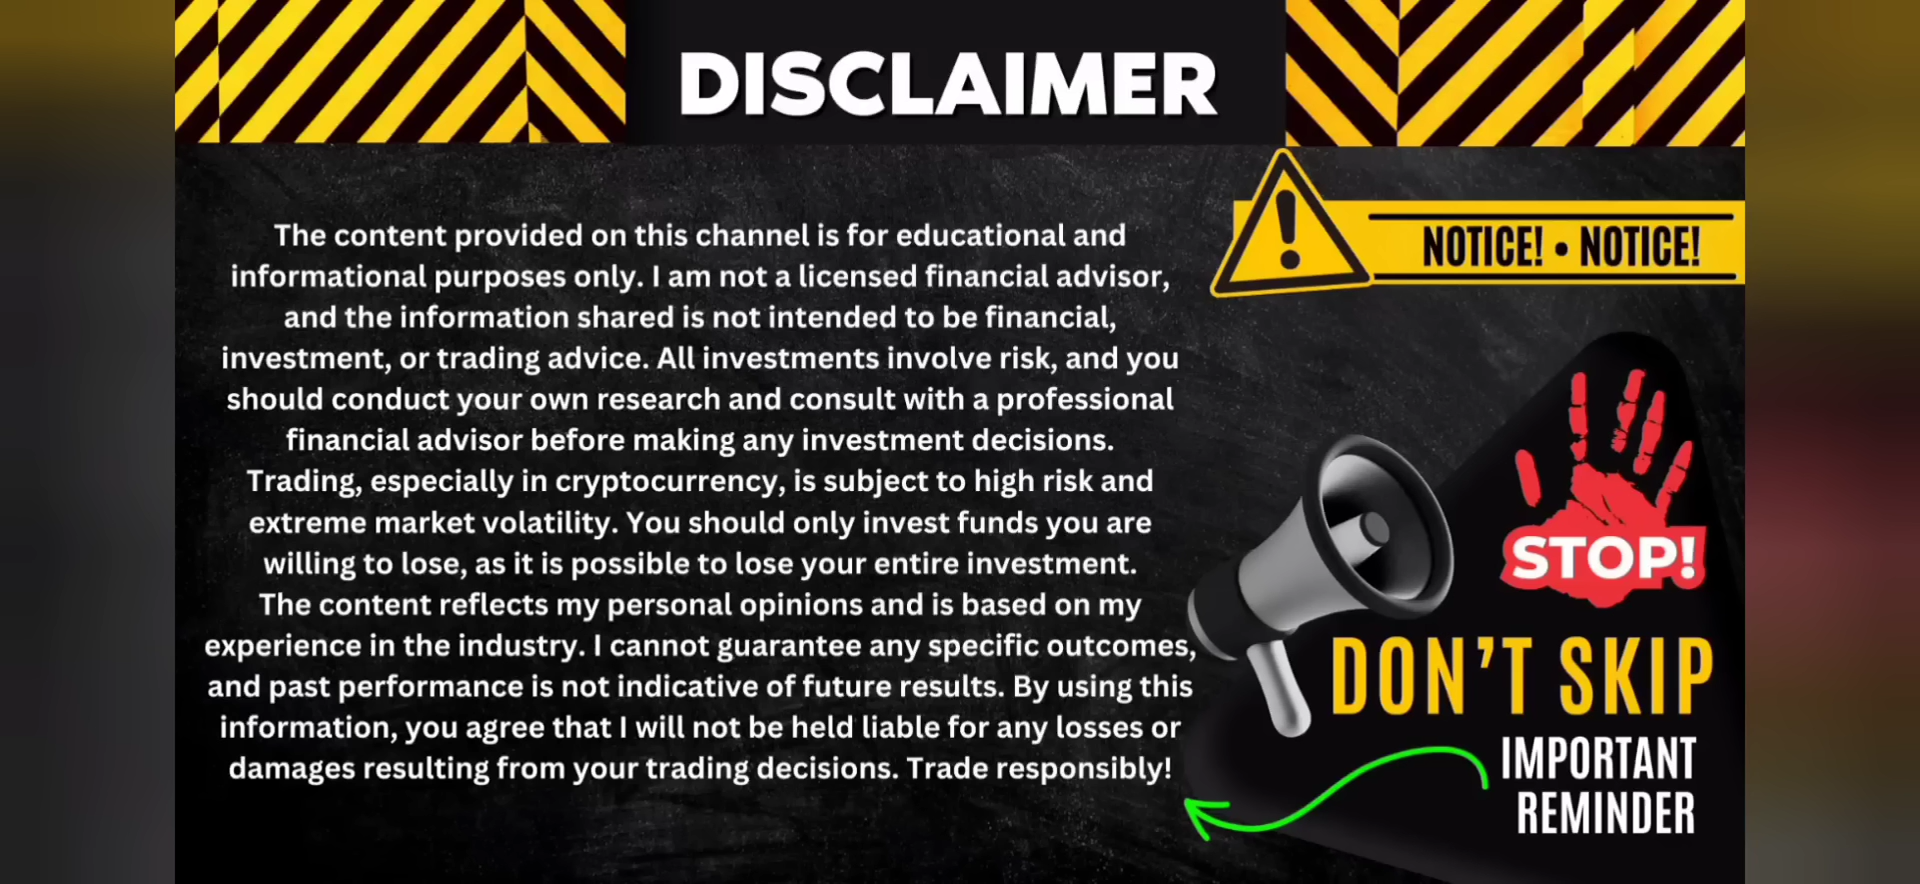 DISCLAIMER
NOTICE! • NOTICE!
The content provided on this channel is for educational and
informational purposes only. I am not a licensed financial advisor,
and the information shared is not intended to be financial,
investment, or trading advice. All investments involve risk, and you
should conduct your own research and consult with a professional
financial advisor before making any investment decisions.
Trading, especially in cryptocurrency, is subject to high risk and
extreme market volatility. You should only invest funds you are
willing to lose, as it is possible to lose your entire investment.
The content reflects my personal opinions and is based on my
experience in the industry. I cannot guarantee any specific outcomes,
and past performance is not indicative of future results. By using this
information, you agree that I will not be held liable for any losses or
damages resulting from your trading decisions. Trade responsibly!
STOP!
DON'T SKIP
IMPORTANT
REMINDER